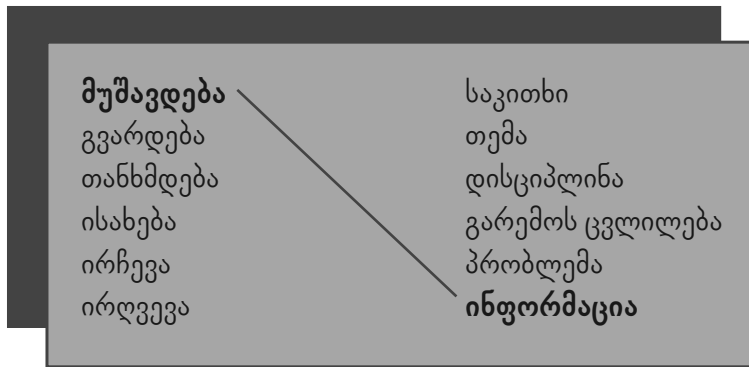 მუშავდება
გვარდება
თანხმდება
ისახება
ირჩევა
ირღვევა
საკითხი
თემა
დისციპლინა
გარემოს ცვლილება
პრობლემა
ინფორმაცია